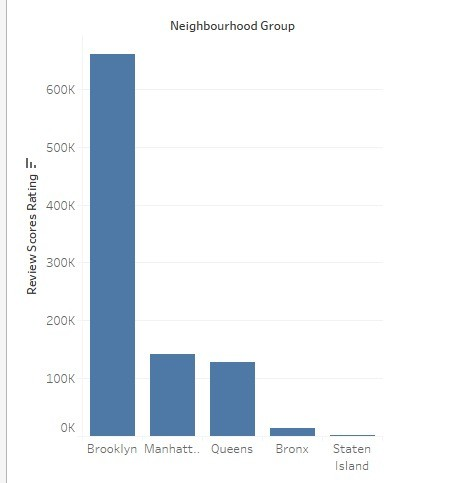 Neighbourhood Group
Review Scores Rating
600K
500K
400K
300K
200K
100K
0K
Brooklyn Manhatt.. Queens Bronx Staten
Island